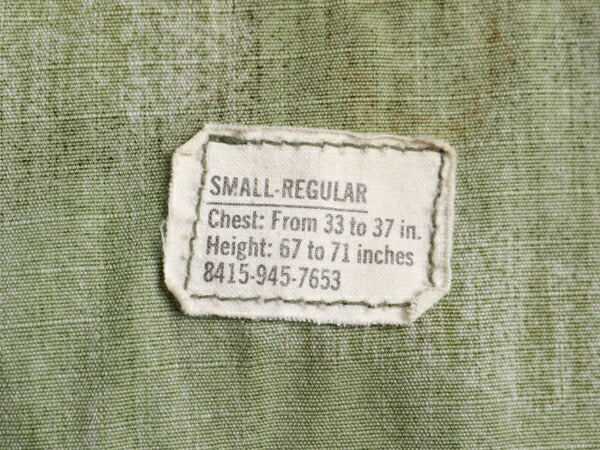 SMALL-REGULAR
Chest: From 33 to 37 in.
Height: 67 to 71 inches
8415-945-7653